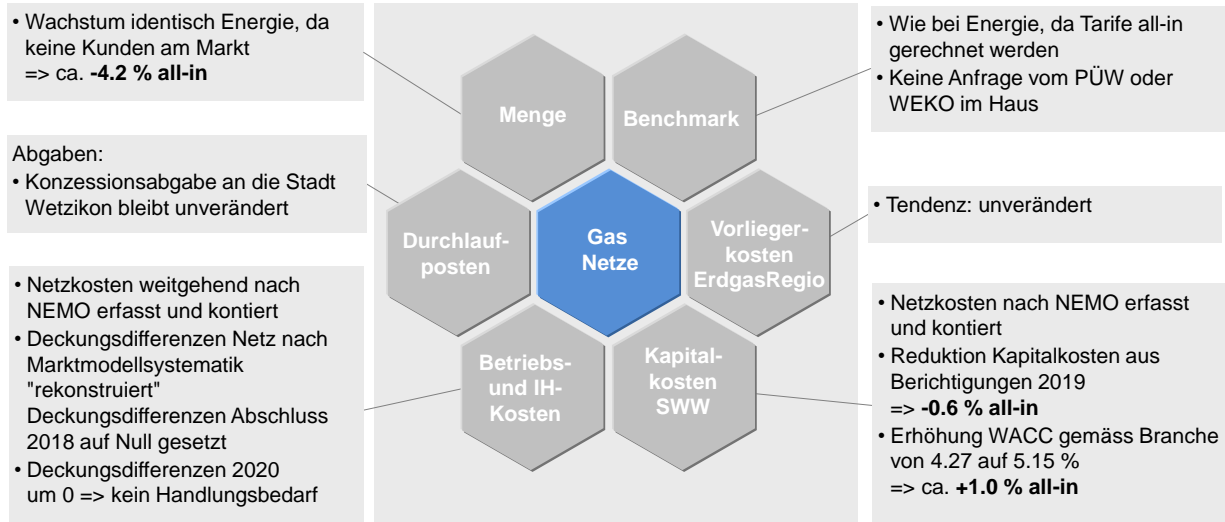 • Wachstum identisch Energie, da
keine Kunden am Markt
=> ca. -4.2 % all-in
Abgaben:
• Konzessionsabgabe an die Stadt
Wetzikon bleibt unverändert
• Netzkosten weitgehend nach
NEMO erfasst und kontiert
• Deckungsdifferenzen Netz nach
Marktmodellsystematik
"rekonstruiert"
Deckungsdifferenzen Abschluss
2018 auf Null gesetzt
• Deckungsdifferenzen 2020
um 0 => kein Handlungsbedarf
Menge
Benchmark
Durchlauf-
posten
Gas
Netze
Vorlieger-
kosten
ErdgasRegio
Betriebs-
und IH-
Kosten
Kapital-
kosten
SWW
• Wie bei Energie, da Tarife all-in
gerechnet werden
• Keine Anfrage vom PÜW oder
WEKO im Haus
• Tendenz: unverändert
• Netzkosten nach NEMO erfasst
und kontiert
• Reduktion Kapitalkosten aus
Berichtigungen 2019
=> -0.6 % all-in
• Erhöhung WACC gemäss Branche
von 4.27 auf 5.15 %
=> ca. +1.0 % all-in